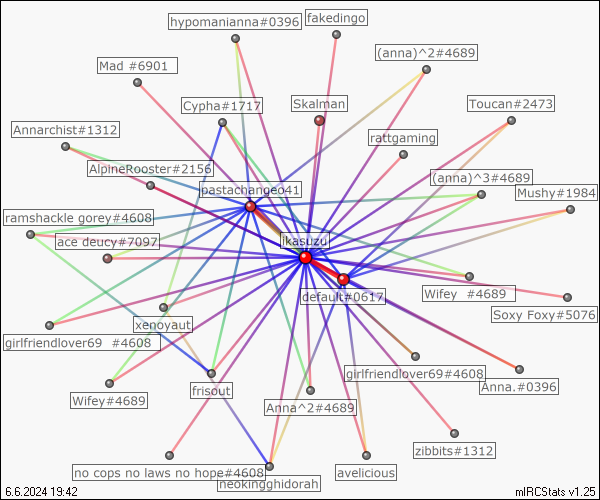 hypomanianna#0396
fakedingo
(anna)^2#4689
Mad #6901
Cypha#1717
Skalman
Toucan#2473
Annarchist#1312
rattgaming
AlpineRooster#2156
(anna)^3#4689
pastachangeo41
Mushy#1984
ramshackle gorey#4608
ace deucy#7097
ikasuzu
default#0617
Wifey #4689
Soxy Foxy#5076
xenoyaut
girlfriendlover69 #4608
girlfriendlover69#4608
Anna.#0396
frisout
Wifey#4689
Anna^2#4689
zibbits#1312
no cops no laws no hope#4608
avelicious
neokingghidorah
6.6.2024 19:42
mIRCStats v1.25